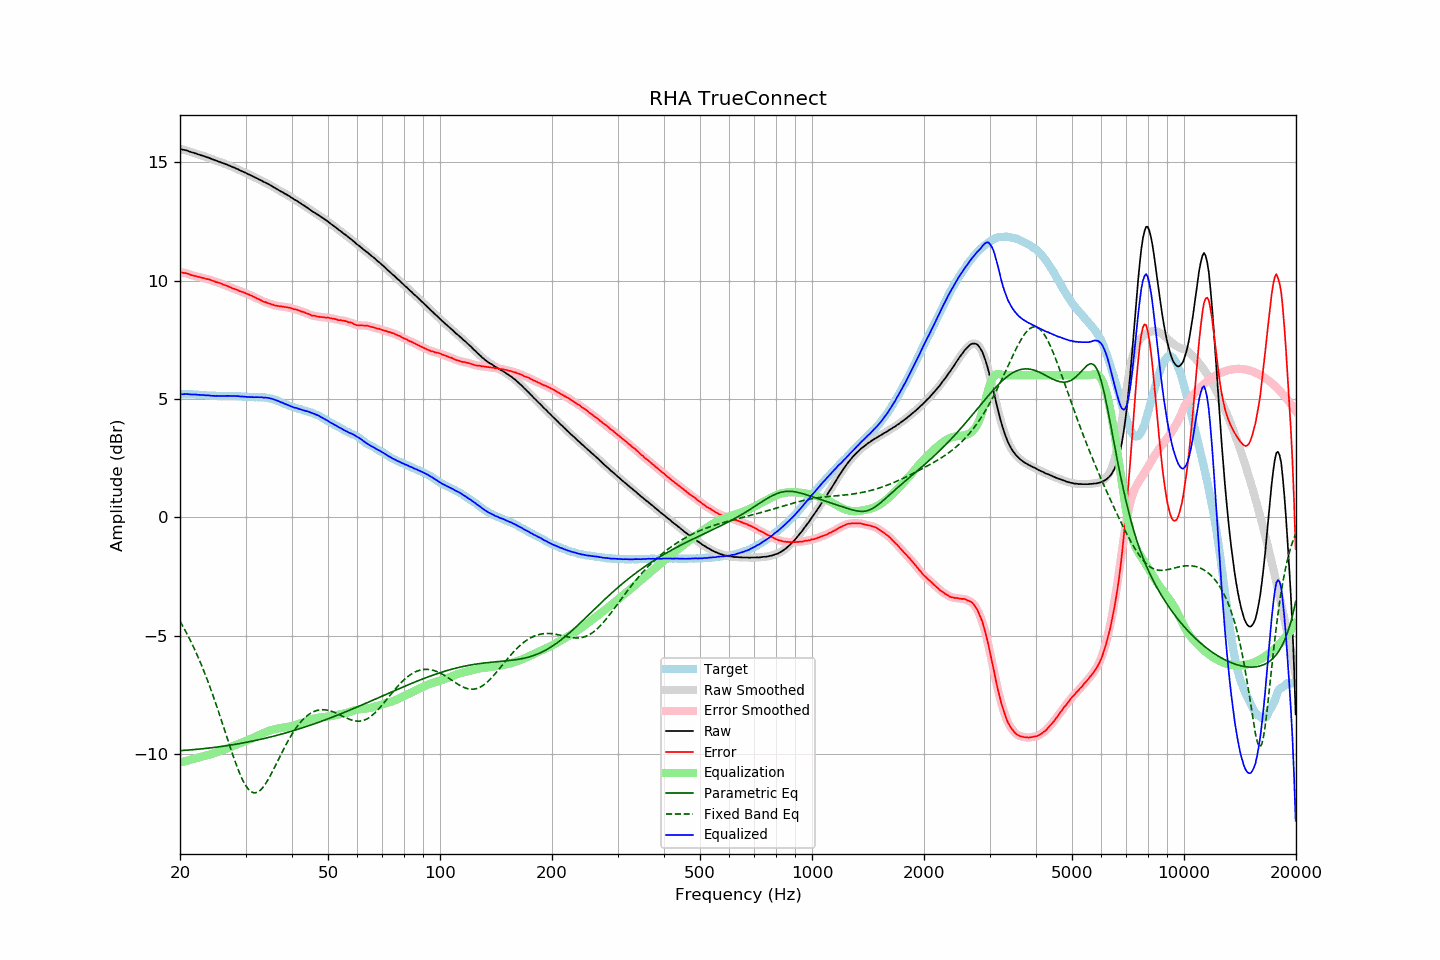 RHA TrueConnect
Amplitude (dBr)
15
10
5
0
−5
−10
Target
Raw Smoothed
Error Smoothed
Raw
Error
Equalization
Parametric Eq
Fixed Band Eq
Equalized
20 50 100 200 500 1000 2000 5000 10000 20000
Frequency (Hz)